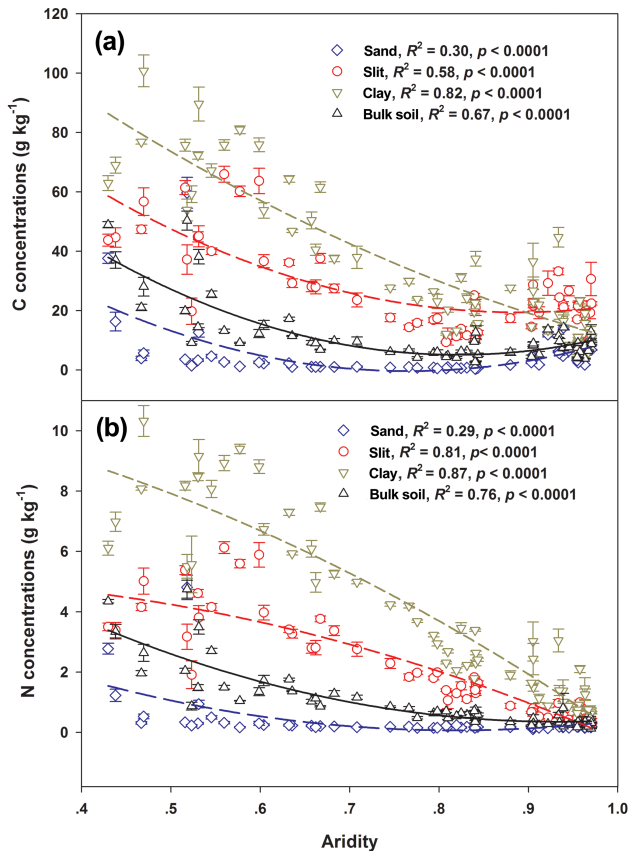 120
(a)
Sand, R² = 0.30, p < 0.0001
Slit, R² = 0.58, p < 0.0001
Clay, R² = 0.82, p < 0.0001
Bulk soil, R² = 0.67, p < 0.0001
100
80
60
40
20
0
C concentrations (g kg⁻¹)
(b)
Sand, R² = 0.29, p < 0.0001
Slit, R² = 0.81, p < 0.0001
Clay, R² = 0.87, p < 0.0001
Bulk soil, R² = 0.76, p < 0.0001
10
8
6
4
2
0
N concentrations (g kg⁻¹)
.4 .5 .6 .7 .8 .9 1.0
Aridity